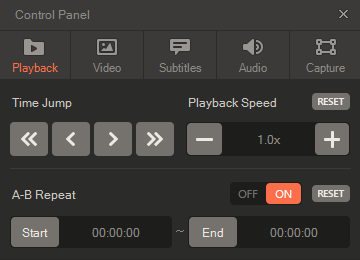 Control Panel
Playback Video Subtitles Audio Capture
Time Jump Playback Speed RESET
1.0x
A-B Repeat OFF ON RESET
Start 00:00:00 ~ End 00:00:00